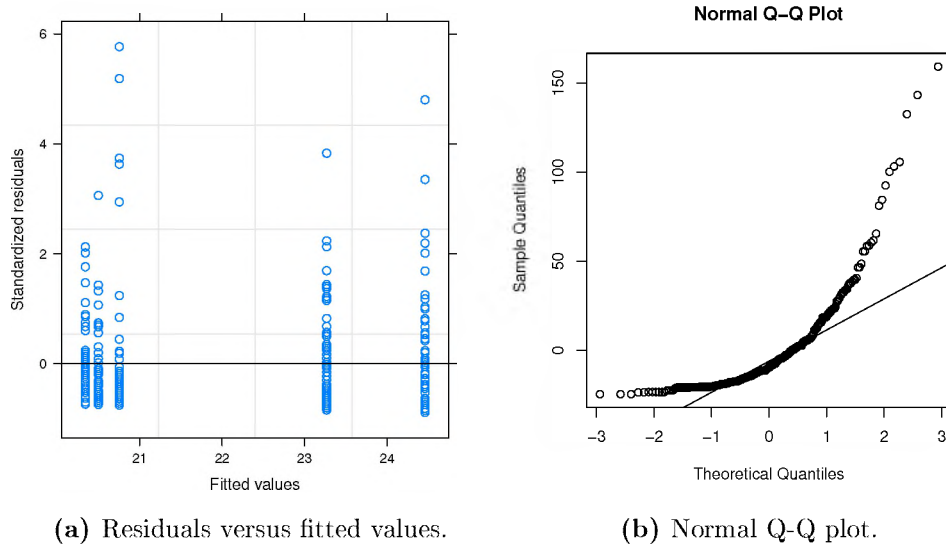 Normal Q–Q Plot
6
4
2
0
Standardized residuals
21
22
23
24
Fitted values
150
100
50
0
Sample Quantiles
−3
−2
−1
0
1
2
3
Theoretical Quantiles
(a) Residuals versus fitted values.
(b) Normal Q-Q plot.